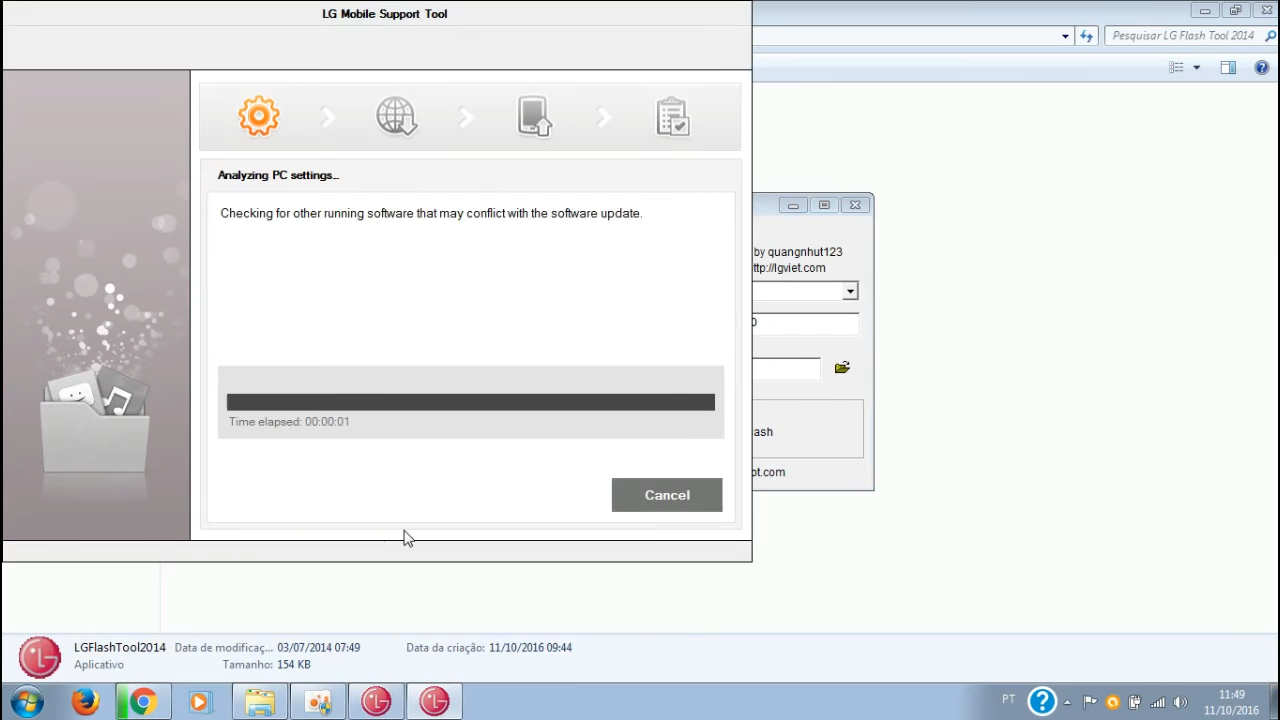 LG Mobile Support Tool
Pesquisar LG Flash Tool 2014
Analyzing PC settings...
Checking for other running software that may conflict with the software update.
by quangnhut123
ttp://lgviet.com
0
Time elapsed: 00:00:01
ash
Cancel
ot.com
LGFlashTool2014 Data de modificaç... 03/07/2014 07:49 Data da criação: 11/10/2016 09:44
Aplicativo Tamanho: 154 KB
PT
11:49
11/10/2016